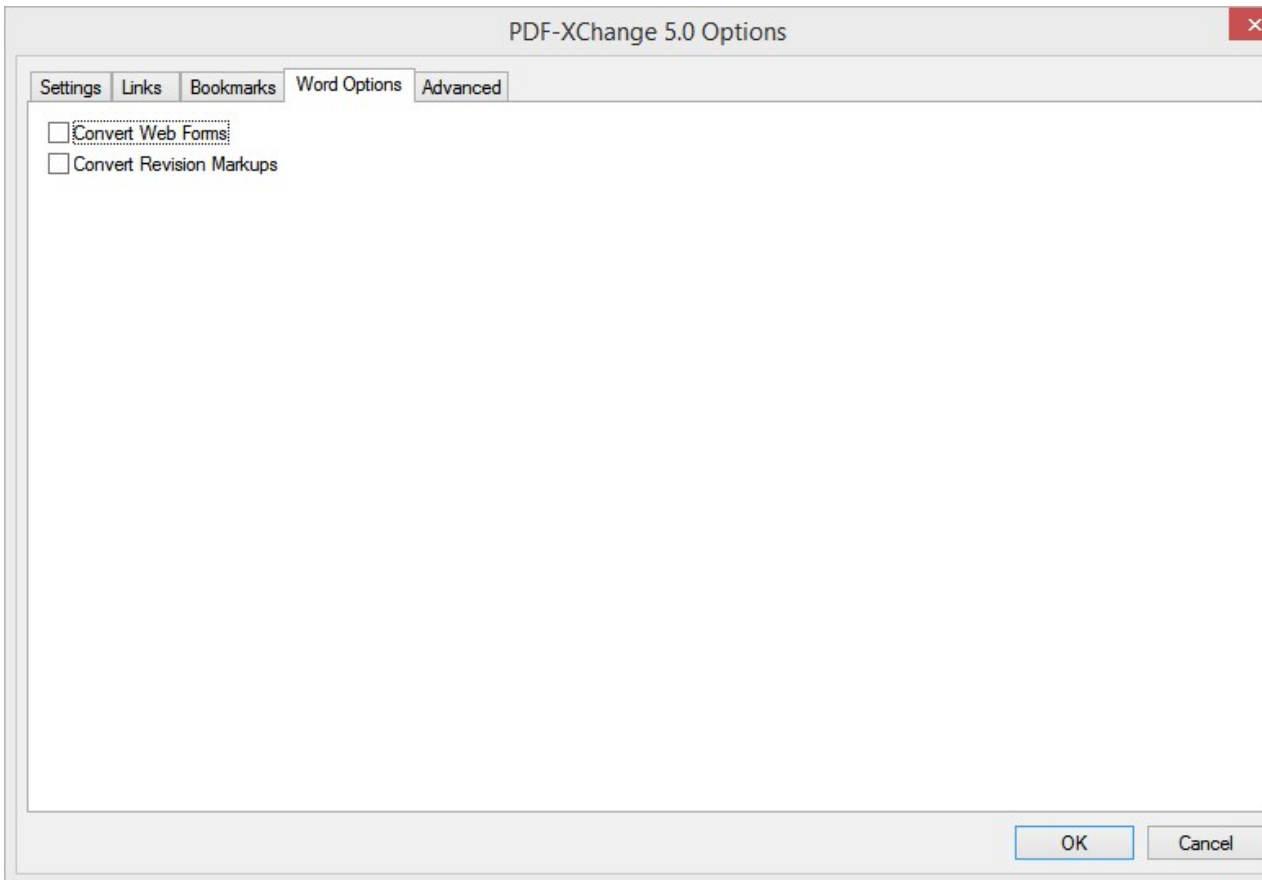 PDF-XChange 5.0 Options
Settings Links Bookmarks Word Options Advanced
Convert Web Forms
Convert Revision Markups
OK Cancel